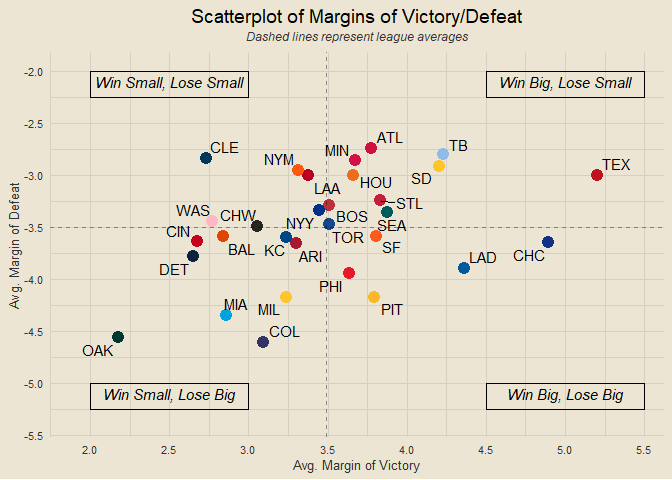 Scatterplot of Margins of Victory/Defeat
Dashed lines represent league averages
-2.0
Win Small, Lose Small
Win Big, Lose Small
-2.5
ATL
CLE
MIN
TB
NYM
-3.0
TEX
SD
HOU
LAA
STL
WAS
CHW
BOS
-3.5
NYY
SEA
CIN
TOR
BAL
KC
SF
ARI
CHC
LAD
DET
-4.0
PHI
MIA
MIL
PIT
-4.5
COL
OAK
-5.0
Win Small, Lose Big
Win Big, Lose Big
-5.5
2.0 2.5 3.0 3.5 4.0 4.5 5.0 5.5
Avg. Margin of Victory
Avg. Margin of Defeat